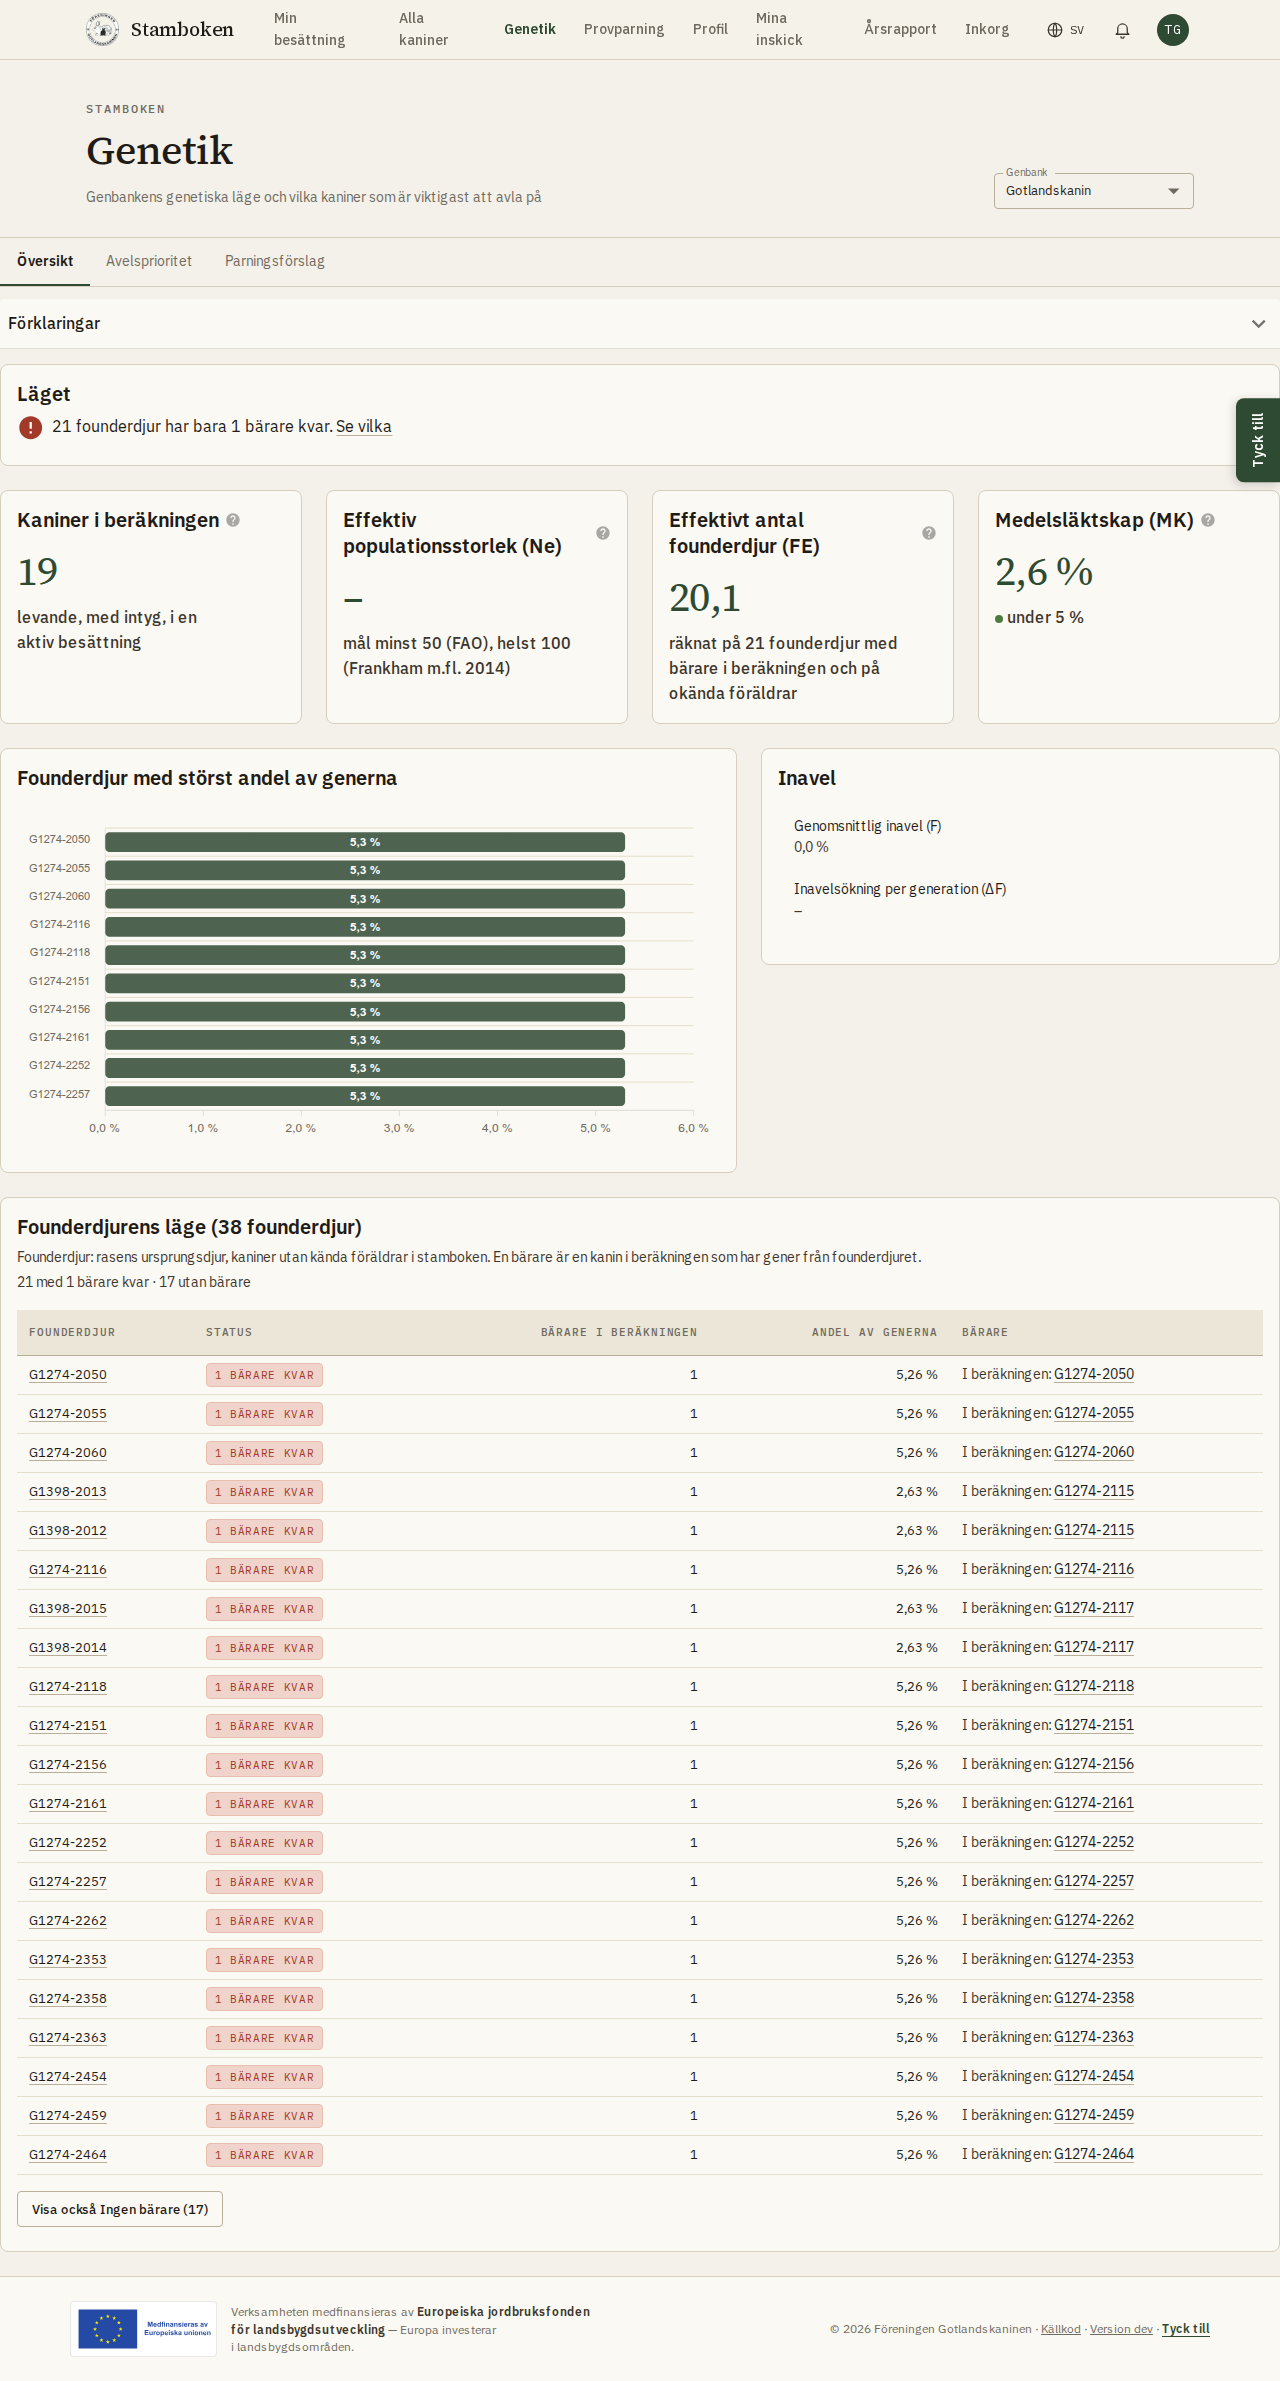 Stamboken
Min besättning
Alla kaniner
Genetik
Provparning
Profil
Mina inskick
Årsrapport
Inkorg
SV
TG
STAMBOKEN
Genetik
Genbankens genetiska läge och vilka kaniner som är viktigast att avla på
Genbank
Gotlandskanin
Översikt
Avelsprioritet
Parningsförslag
Förklaringar
Läget
21 founderdjur har bara 1 bärare kvar. Se vilka
Tyck till
Kaniner i beräkningen
19
levande, med intyg, i en
aktiv besättning
Effektiv
populationsstorlek (Ne)
–
mål minst 50 (FAO), helst 100
(Frankham m.fl. 2014)
Effektivt antal
founderdjur (FE)
20,1
räknat på 21 founderdjur med
bärare i beräkningen och på
okända föräldrar
Medelsläktskap (MK)
2,6 %
under 5 %
Founderdjur med störst andel av generna
G1274-2050 5,3 %
G1274-2055 5,3 %
G1274-2060 5,3 %
G1274-2116 5,3 %
G1274-2118 5,3 %
G1274-2151 5,3 %
G1274-2156 5,3 %
G1274-2161 5,3 %
G1274-2252 5,3 %
G1274-2257 5,3 %
0,0 % 1,0 % 2,0 % 3,0 % 4,0 % 5,0 % 6,0 %
Inavel
Genomsnittlig inavel (F)
0,0 %
Inavelsökning per generation (ΔF)
–
Founderdjurens läge (38 founderdjur)
Founderdjur: rasens ursprungsdjur, kaniner utan kända föräldrar i stamboken. En bärare är en kanin i beräkningen som har gener från founderdjuret.
21 med 1 bärare kvar · 17 utan bärare
FOUNDERDJUR STATUS BÄRARE I BERÄKNINGEN ANDEL AV GENERNA BÄRARE
G1274-2050 1 BÄRARE KVAR 1 5,26 % I beräkningen: G1274-2050
G1274-2055 1 BÄRARE KVAR 1 5,26 % I beräkningen: G1274-2055
G1274-2060 1 BÄRARE KVAR 1 5,26 % I beräkningen: G1274-2060
G1398-2013 1 BÄRARE KVAR 1 2,63 % I beräkningen: G1274-2115
G1398-2012 1 BÄRARE KVAR 1 2,63 % I beräkningen: G1274-2115
G1274-2116 1 BÄRARE KVAR 1 5,26 % I beräkningen: G1274-2116
G1398-2015 1 BÄRARE KVAR 1 2,63 % I beräkningen: G1274-2117
G1398-2014 1 BÄRARE KVAR 1 2,63 % I beräkningen: G1274-2117
G1274-2118 1 BÄRARE KVAR 1 5,26 % I beräkningen: G1274-2118
G1274-2151 1 BÄRARE KVAR 1 5,26 % I beräkningen: G1274-2151
G1274-2156 1 BÄRARE KVAR 1 5,26 % I beräkningen: G1274-2156
G1274-2161 1 BÄRARE KVAR 1 5,26 % I beräkningen: G1274-2161
G1274-2252 1 BÄRARE KVAR 1 5,26 % I beräkningen: G1274-2252
G1274-2257 1 BÄRARE KVAR 1 5,26 % I beräkningen: G1274-2257
G1274-2262 1 BÄRARE KVAR 1 5,26 % I beräkningen: G1274-2262
G1274-2353 1 BÄRARE KVAR 1 5,26 % I beräkningen: G1274-2353
G1274-2358 1 BÄRARE KVAR 1 5,26 % I beräkningen: G1274-2358
G1274-2363 1 BÄRARE KVAR 1 5,26 % I beräkningen: G1274-2363
G1274-2454 1 BÄRARE KVAR 1 5,26 % I beräkningen: G1274-2454
G1274-2459 1 BÄRARE KVAR 1 5,26 % I beräkningen: G1274-2459
G1274-2464 1 BÄRARE KVAR 1 5,26 % I beräkningen: G1274-2464
Visa också Ingen bärare (17)
Medfinansieras av
Europeiska unionen
Verksamheten medfinansieras av Europeiska jordbruksfonden
för landsbygdsutveckling — Europa investerar
i landsbygdsområden.
© 2026 Föreningen Gotlandskaninen · Källkod · Version dev · Tyck till